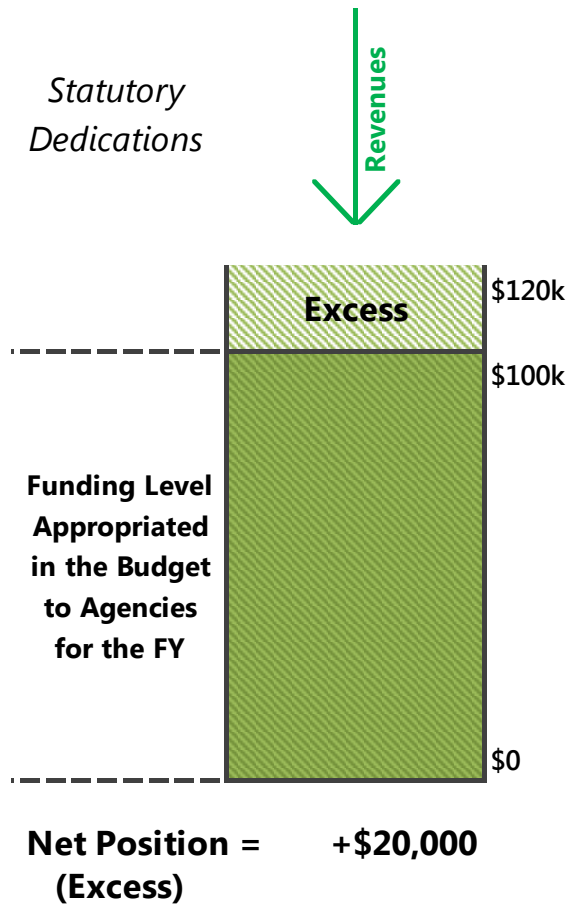 Statutory
Dedications
Revenues
Excess
$120k
$100k
Funding Level
Appropriated
in the Budget
to Agencies
for the FY
$0
Net Position = +$20,000
(Excess)